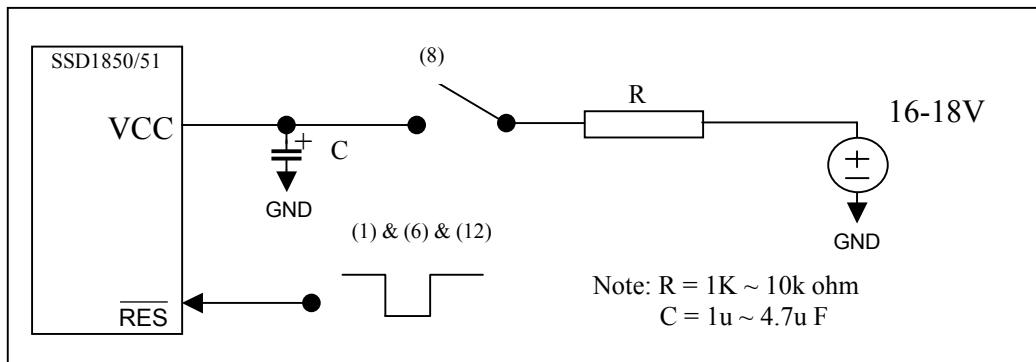 SSD1850/51
(8)
R
16-18V
VCC
+
C
GND
+
−
GND
(1) & (6) & (12)
RES
Note: R = 1K ~ 10k ohm
C = 1u ~ 4.7u F